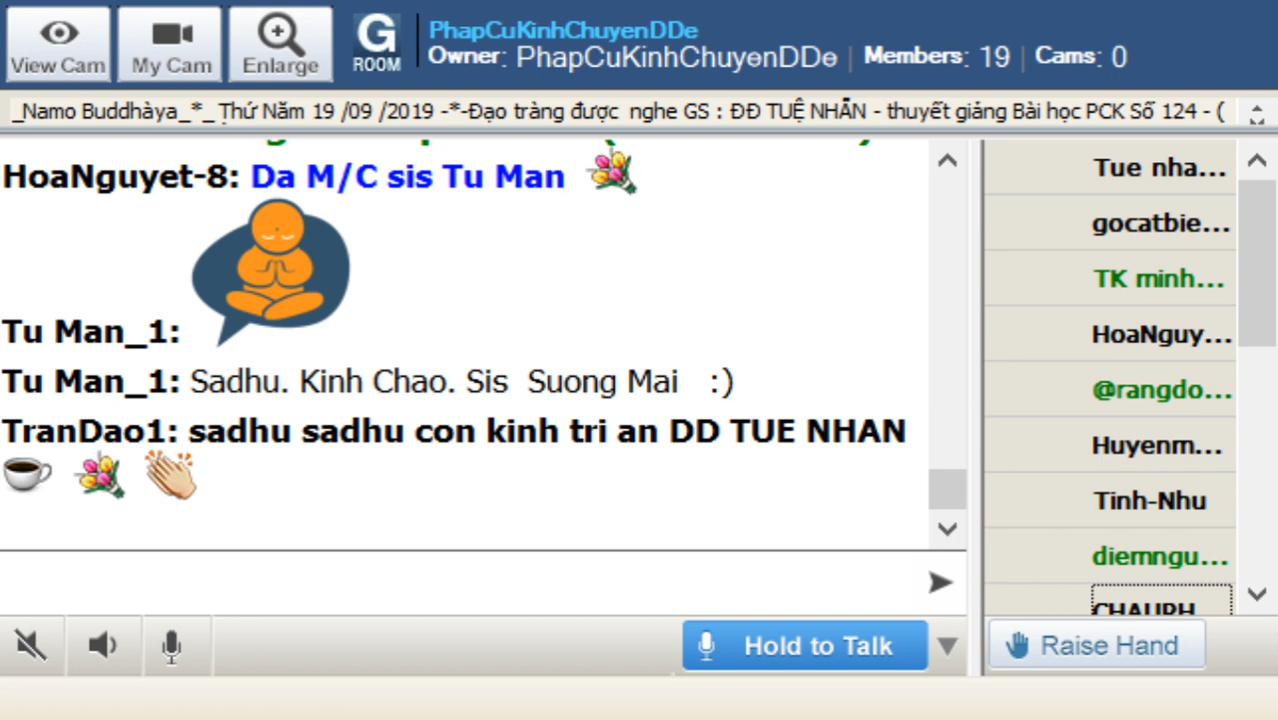 View Cam
My Cam
Enlarge
G
ROOM
PhapCuKinhChuyenDDe
Owner: PhapCuKinhChuyenDDe | Members: 19 | Cams: 0
_Namo Buddhàya_*_ Thứ Năm 19 /09 /2019 -*-Đạo tràng được nghe GS : ĐĐ TUỆ NHẪN - thuyết giảng Bài học PCK Số 124 - (
HoaNguyet-8: Da M/C sis Tu Man
Tu Man_1:
Tu Man_1: Sadhu. Kinh Chao. Sis Suong Mai :)
TranDao1: sadhu sadhu con kinh tri an DD TUE NHAN
Tue nha...
gocatbie...
TK minh...
HoaNguy...
@rangdo...
Huyenm...
Tinh-Nhu
diemngu...
Hold to Talk
Raise Hand